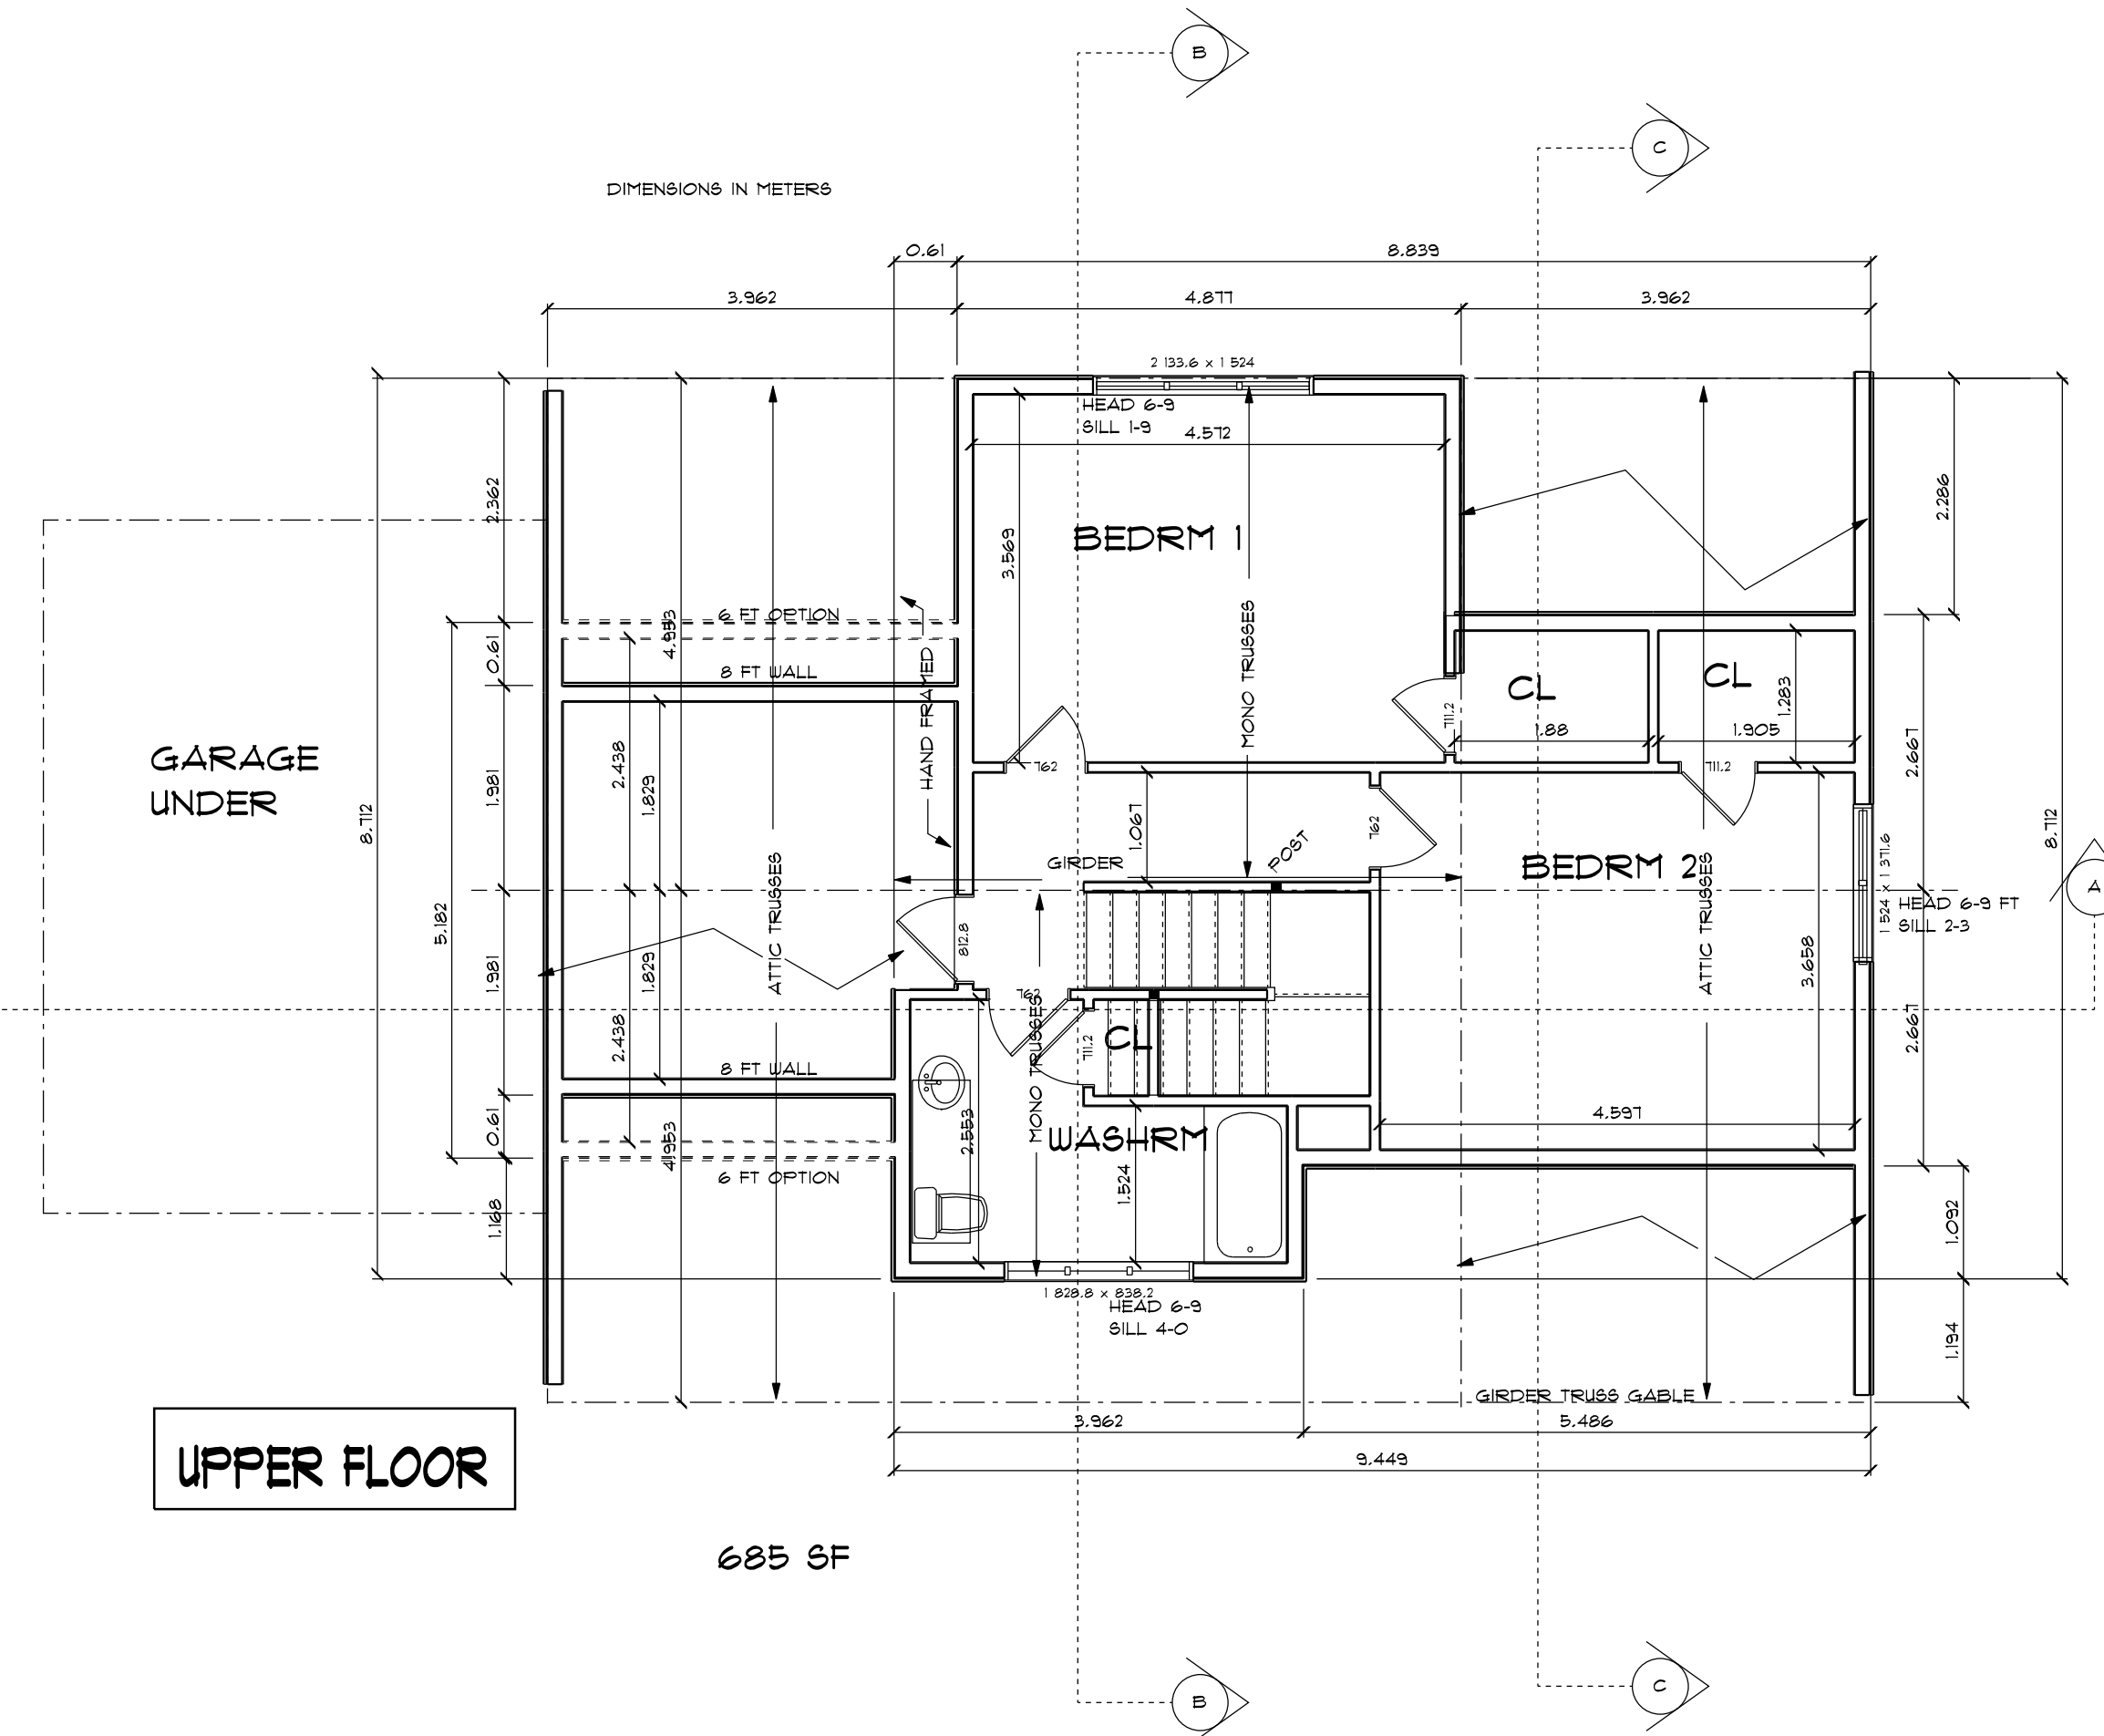 B
C
DIMENSIONS IN METERS
0.61
8.839
3.962
4.877
3.962
2 133.6 x 1 524
HEAD 6-9
SILL 1-9
4.572
2.362
2.286
BEDRM 1
3.569
6 FT OPTION
4.953
0.61
8 FT WALL
HAND FRAMED
MONO TRUSSES
CL
CL
1.283
711.2
1.88
1.905
2.667
GARAGE
UNDER
762
711.2
2.438
1.829
1.981
8.712
1.067
762
8.712
POST
GIRDER
BEDRM 2
1 524 x 1 371.6
A
HEAD 6-9 FT
SILL 2-3
ATTIC TRUSSES
ATTIC TRUSSES
5.182
812.8
3.658
1.981
1.829
762
2.438
MONO TRUSSES
711.2
CL
2.667
8 FT WALL
4.597
0.61
4.953
2.553
WASHRM
6 FT OPTION
1.524
1.168
1.092
1 828.8 x 838.2
HEAD 6-9
SILL 4-0
1.194
GIRDER TRUSS GABLE
3.962
5.486
9.449
UPPER FLOOR
685 SF
B
C